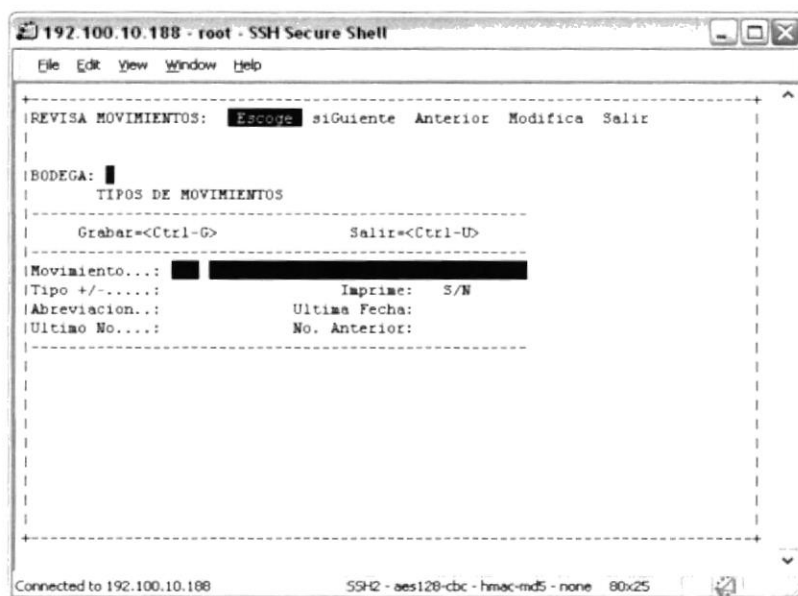 192.100.10.188 - root - SSH Secure Shell
File Edit View Window Help
REVISA MOVIMIENTOS: Escoge siGuiente Anterior Modifica Salir
BODEGA:
TIPOS DE MOVIMIENTOS
Grabar=<Ctrl-G> Salir=<Ctrl-U>
Movimiento...:
Tipo +/-.....: Imprime: S/N
Abreviacion..: Ultima Fecha:
Ultimo No....: No. Anterior:
Connected to 192.100.10.188 SSH2 - aes128-cbc - hmac-md5 - none 80x25